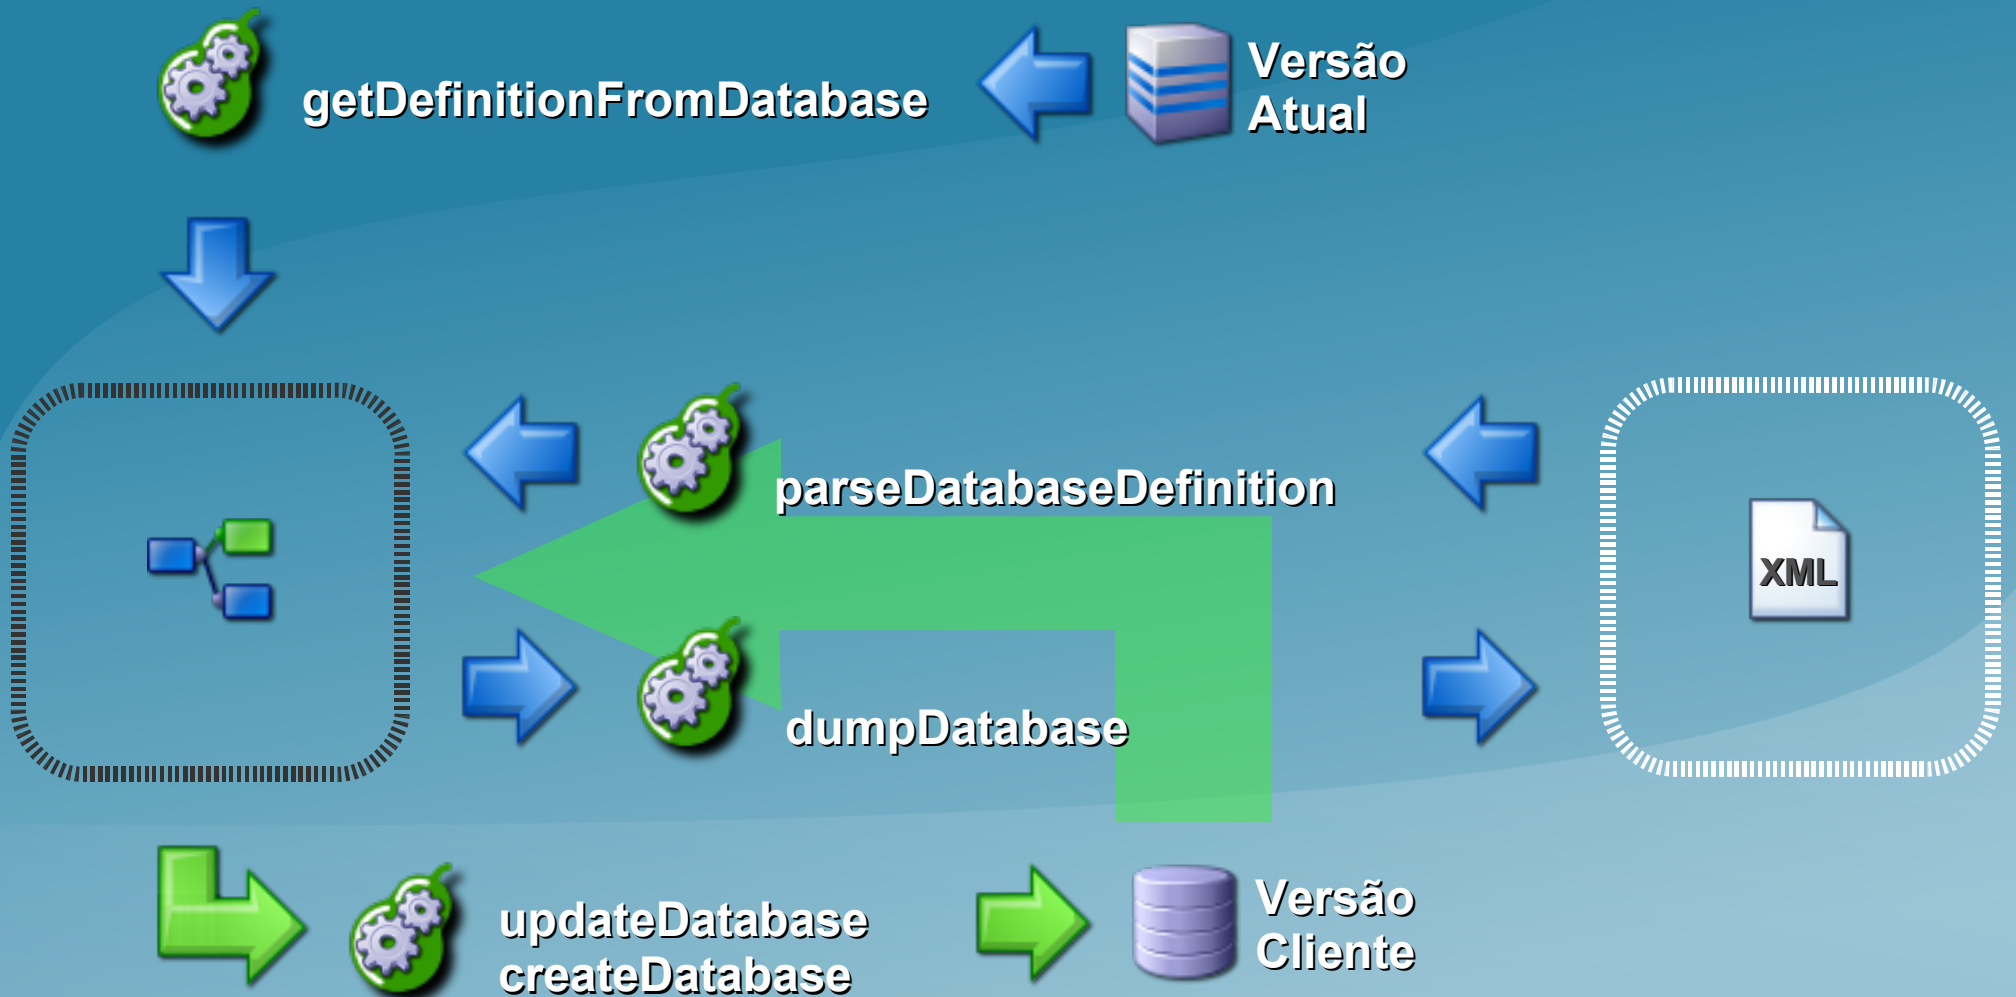 getDefinitionFromDatabase
Versão
Atual
parseDatabaseDefinition
XML
dumpDatabase
updateDatabase
createDatabase
Versão
Cliente